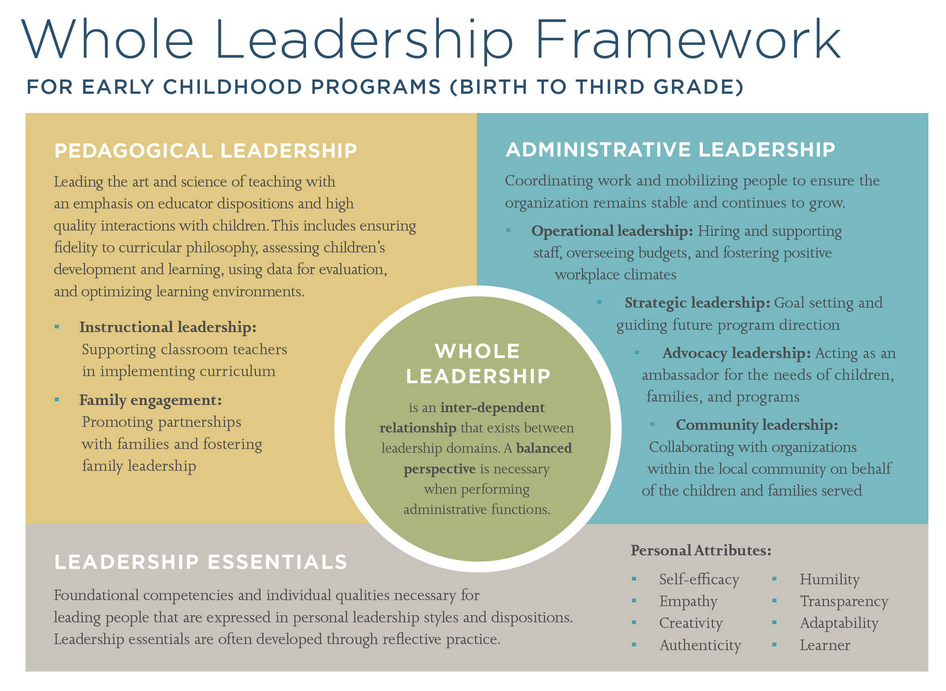 Whole Leadership Framework
FOR EARLY CHILDHOOD PROGRAMS (BIRTH TO THIRD GRADE)
PEDAGOGICAL LEADERSHIP
Leading the art and science of teaching with
an emphasis on educator dispositions and high
quality interactions with children. This includes ensuring
fidelity to curricular philosophy, assessing children's
development and learning, using data for evaluation,
and optimizing learning environments.
▪ Instructional leadership:
Supporting classroom teachers
in implementing curriculum
▪ Family engagement:
Promoting partnerships
with families and fostering
family leadership
ADMINISTRATIVE LEADERSHIP
Coordinating work and mobilizing people to ensure the
organization remains stable and continues to grow.
▪ Operational leadership: Hiring and supporting
staff, overseeing budgets, and fostering positive
workplace climates
▪ Strategic leadership: Goal setting and
guiding future program direction
▪ Advocacy leadership: Acting as an
ambassador for the needs of children,
families, and programs
▪ Community leadership:
Collaborating with organizations
within the local community on behalf
of the children and families served
WHOLE
LEADERSHIP
is an inter-dependent
relationship that exists between
leadership domains. A balanced
perspective is necessary
when performing
administrative functions.
LEADERSHIP ESSENTIALS
Foundational competencies and individual qualities necessary for
leading people that are expressed in personal leadership styles and dispositions.
Leadership essentials are often developed through reflective practice.
Personal Attributes:
▪ Self-efficacy
▪ Empathy
▪ Creativity
▪ Authenticity
▪ Humility
▪ Transparency
▪ Adaptability
▪ Learner